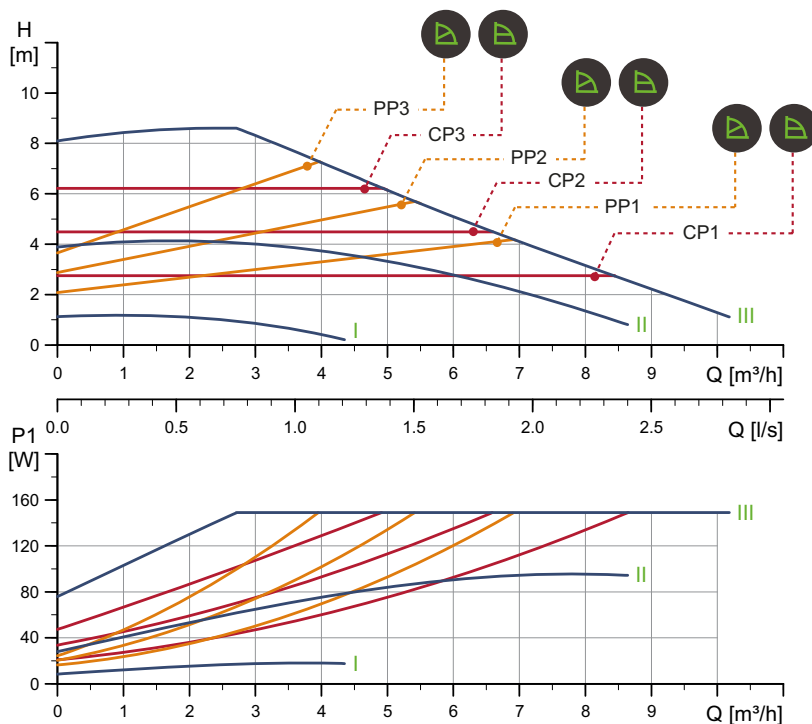 H
[m]
10
8
6
4
2
0
PP3
CP3
PP2
CP2
PP1
CP1
I
II
III
0 1 2 3 4 5 6 7 8 9 Q [m³/h]
0.0 0.5 1.0 1.5 2.0 2.5 Q [l/s]
P1
[W]
160
120
80
40
0
III
II
I
0 1 2 3 4 5 6 7 8 9 Q [m³/h]